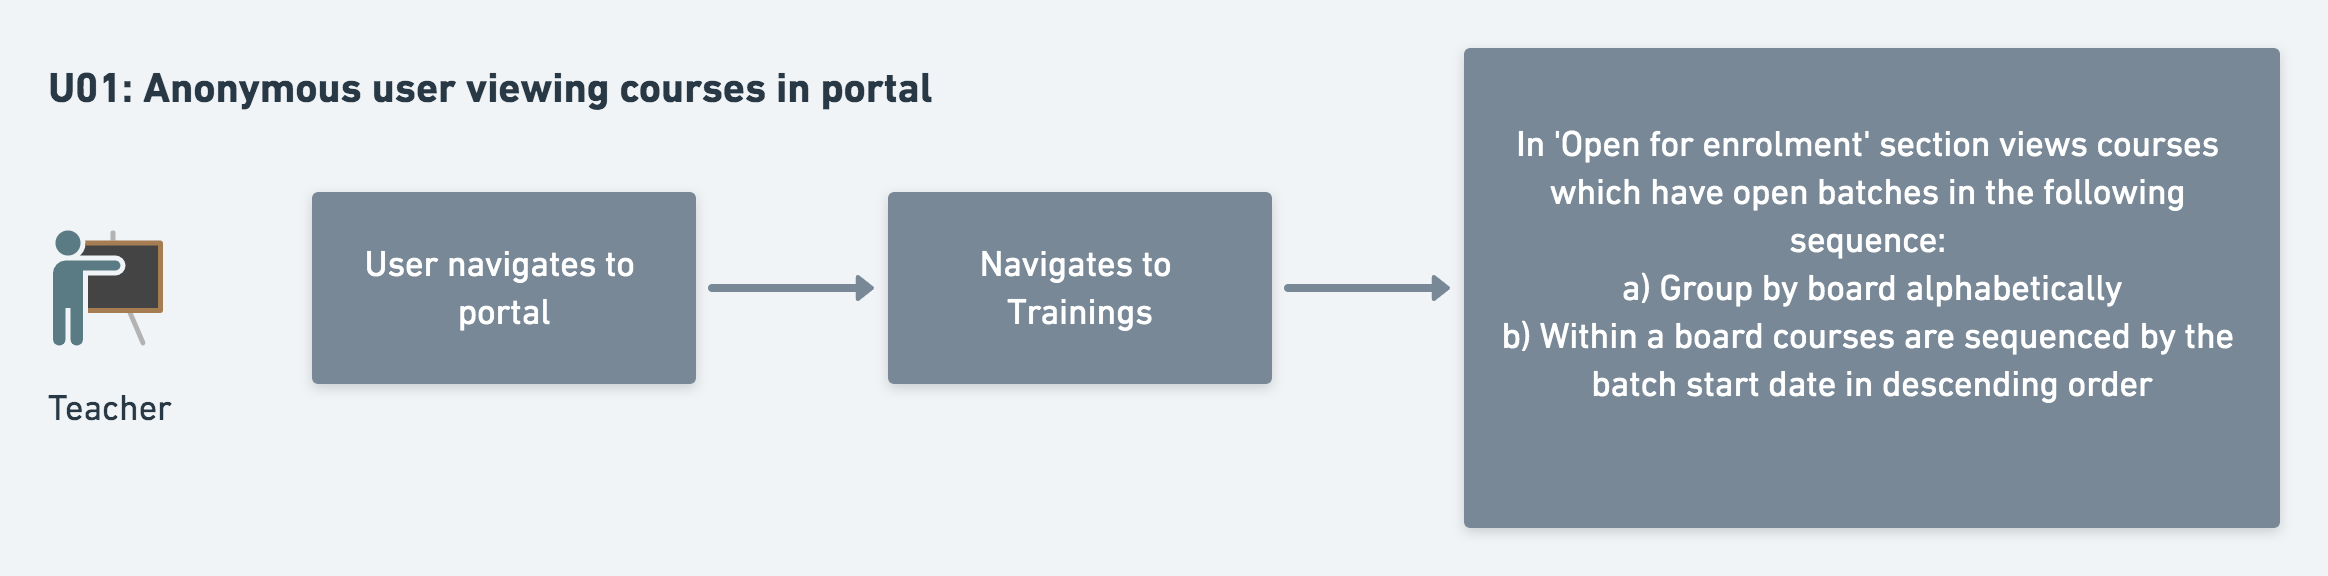 U01: Anonymous user viewing courses in portal
Teacher
User navigates to
portal
Navigates to
Trainings
In 'Open for enrolment' section views courses
which have open batches in the following
sequence:
a) Group by board alphabetically
b) Within a board courses are sequenced by the
batch start date in descending order